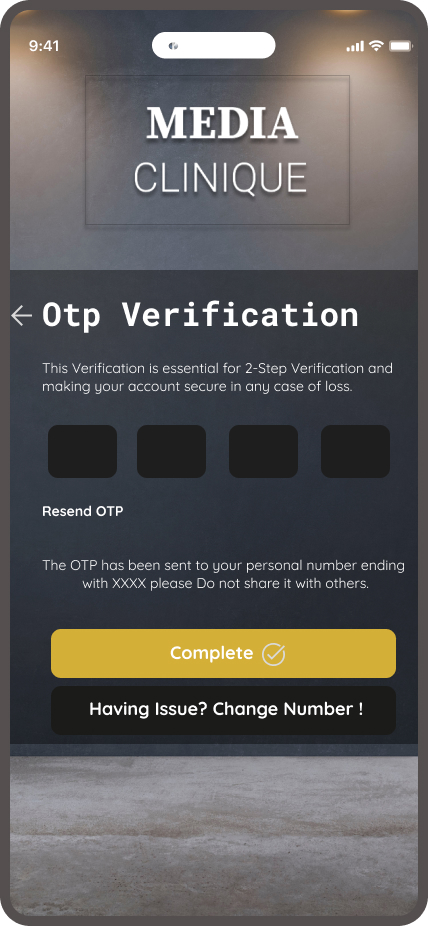 9:41
MEDIA
CLINIQUE
Otp Verification
This Verification is essential for 2-Step Verification and
making your account secure in any case of loss.
Resend OTP
The OTP has been sent to your personal number ending
with XXXX please Do not share it with others.
Complete
Having Issue? Change Number !